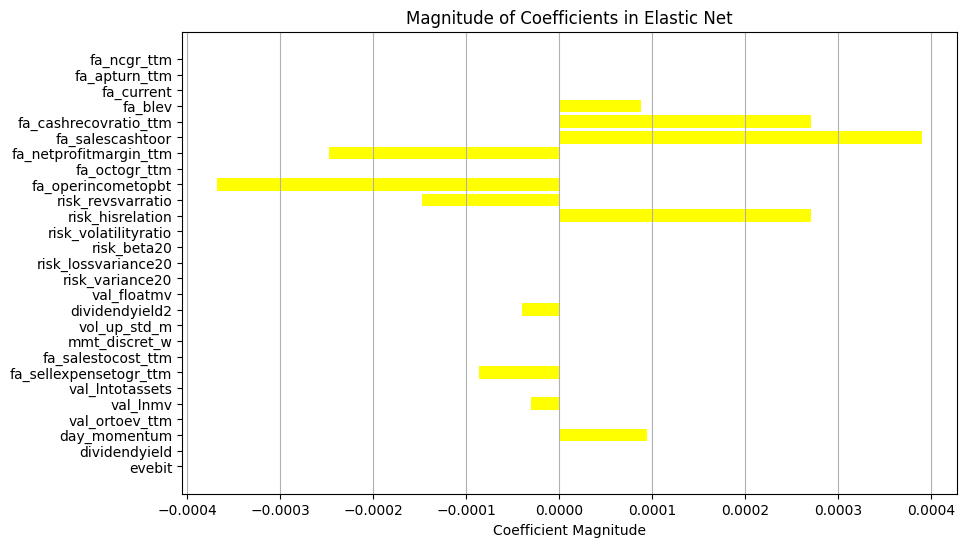 Magnitude of Coefficients in Elastic Net
fa_ncgr_ttm
fa_apturn_ttm
fa_current
fa_blev
fa_cashrecovratio_ttm
fa_salescashtoor
fa_netprofitmargin_ttm
fa_octogr_ttm
fa_operincometopbt
risk_revsvarratio
risk_hisrelation
risk_volatilityratio
risk_beta20
risk_lossvariance20
risk_variance20
val_floatmv
dividendyield2
vol_up_std_m
mmt_discret_w
fa_salestocost_ttm
fa_sellexpensetogr_ttm
val_lntotassets
val_lnmv
val_ortoev_ttm
day_momentum
dividendyield
evebit
−0.0004 −0.0003 −0.0002 −0.0001 0.0000 0.0001 0.0002 0.0003 0.0004
Coefficient Magnitude